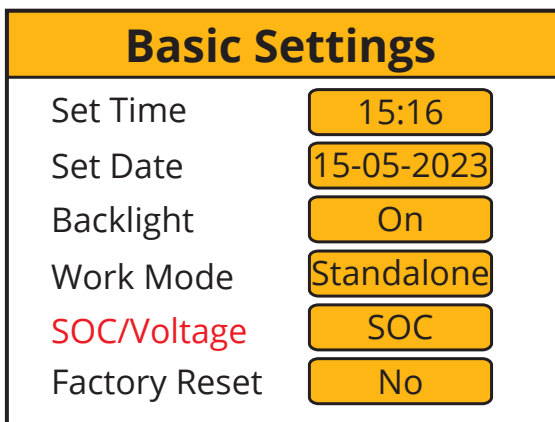 Basic Settings
Set Time 15:16
Set Date 15-05-2023
Backlight On
Work Mode Standalone
SOC/Voltage SOC
Factory Reset No